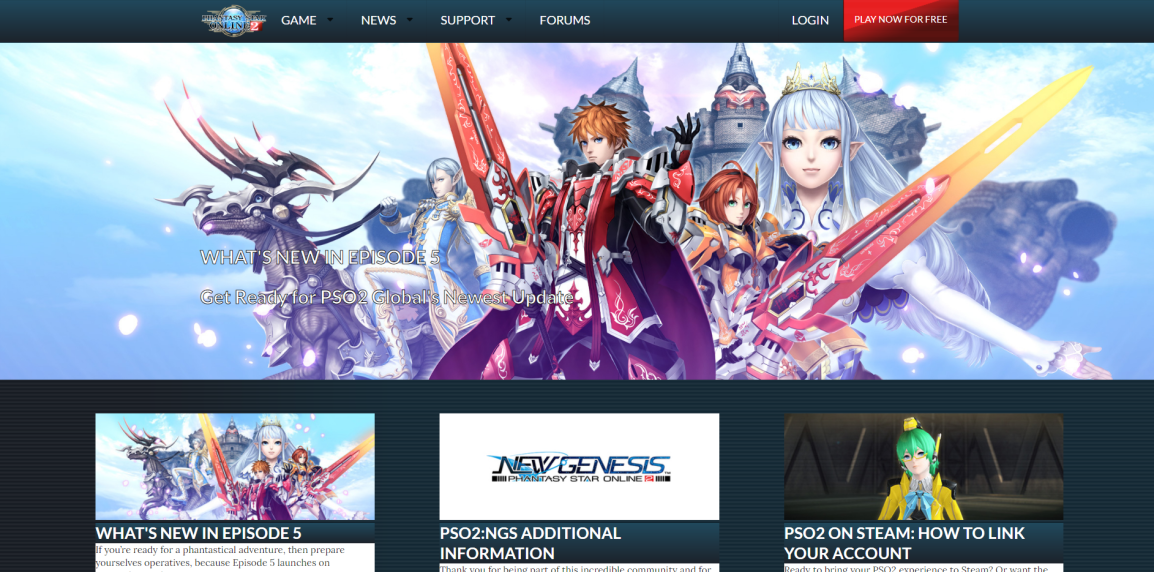 PHANTASY STAR
ONLINE 2
GAME
NEWS
SUPPORT
FORUMS
LOGIN
PLAY NOW FOR FREE
WHAT'S NEW IN EPISODE 5
Get Ready for PSO2 Global's Newest Update
WHAT'S NEW IN EPISODE 5
If you're ready for a phantastical adventure, then prepare
yourselves operatives, because Episode 5 launches on
NEW GENESIS
PHANTASY STAR ONLINE 2
PSO2:NGS ADDITIONAL
INFORMATION
Thank you for being part of this incredible community and for
PSO2 ON STEAM: HOW TO LINK
YOUR ACCOUNT
Ready to bring your PSO2 experience to Steam? Or want the